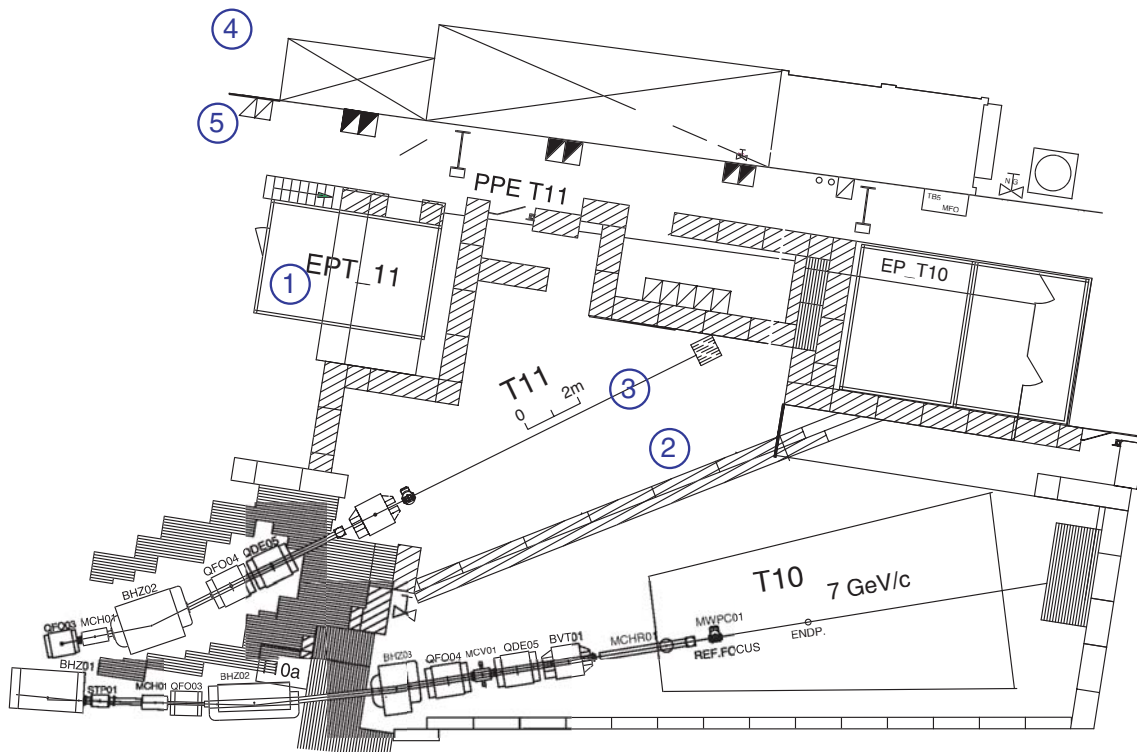 4
5
PPE T11
N G
TB5
MFO
1
EPT_11
EP_T10
T11
0
2m
3
2
QDE05
QFO04
BHZ02
MCH01
QFO03
T10
7 GeV/c
ENDP.
MWPC01
MCHR01
REF.FOCUS
BVT01
QDE05
MCV01
QFO04
BHZ03
0a
BHZ02
QFO03
MCH01
STP01
BHZ01